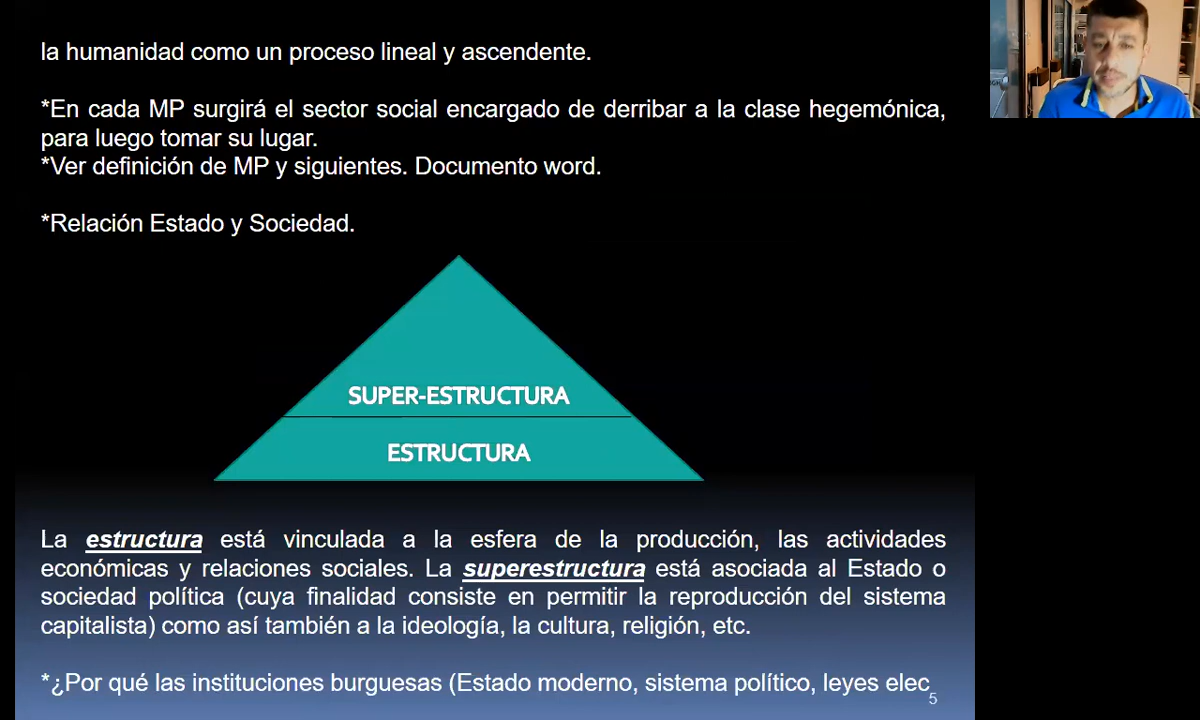 la humanidad como un proceso lineal y ascendente.
*En cada MP surgirá el sector social encargado de derribar a la clase hegemónica,
para luego tomar su lugar.
*Ver definición de MP y siguientes. Documento word.
*Relación Estado y Sociedad.
SUPER-ESTRUCTURA
ESTRUCTURA
La estructura está vinculada a la esfera de la producción, las actividades
económicas y relaciones sociales. La superestructura está asociada al Estado o
sociedad política (cuya finalidad consiste en permitir la reproducción del sistema
capitalista) como así también a la ideología, la cultura, religión, etc.
*¿Por qué las instituciones burguesas (Estado moderno, sistema político, leyes elec
5